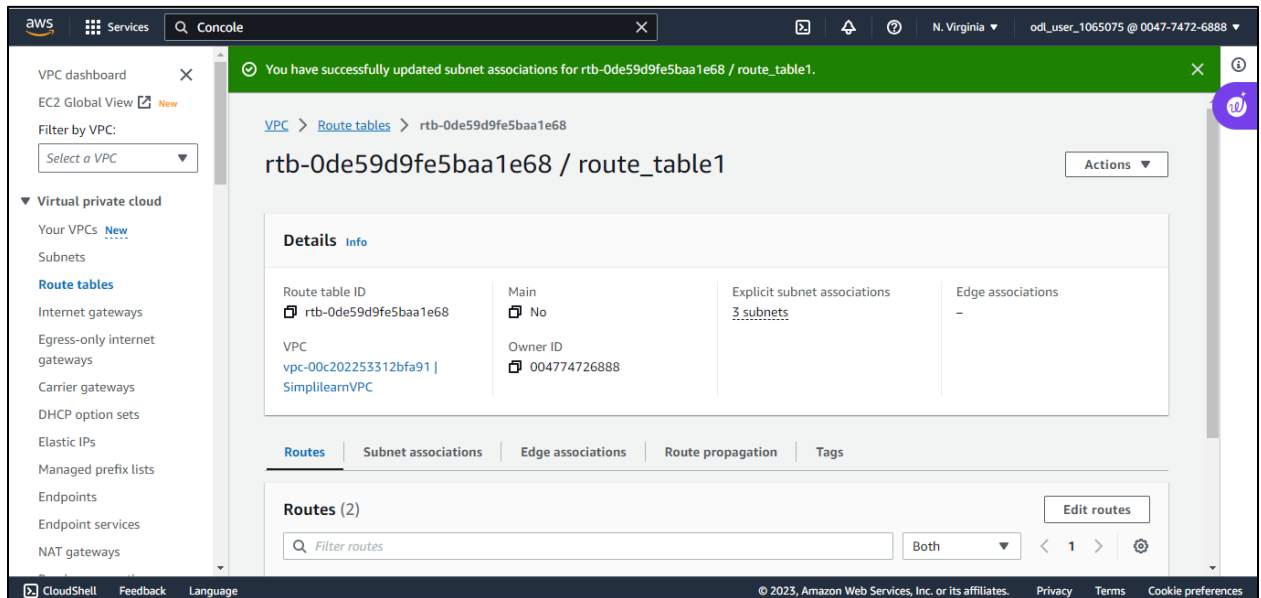 aws Services Concole N. Virginia odl_user_1065075 @ 0047-7472-6888
VPC dashboard
EC2 Global View New
Filter by VPC:
Select a VPC
Virtual private cloud
Your VPCs New
Subnets
Route tables
Internet gateways
Egress-only internet
gateways
Carrier gateways
DHCP option sets
Elastic IPs
Managed prefix lists
Endpoints
Endpoint services
NAT gateways
You have successfully updated subnet associations for rtb-0de59d9fe5baa1e68 / route_table1.
VPC > Route tables > rtb-0de59d9fe5baa1e68
rtb-0de59d9fe5baa1e68 / route_table1
Actions
Details Info
Route table ID
rtb-0de59d9fe5baa1e68
Main
No
Explicit subnet associations
3 subnets
Edge associations
–
VPC
vpc-00c202253312bfa91 |
SimplilearnVPC
Owner ID
004774726888
Routes Subnet associations Edge associations Route propagation Tags
Routes (2)
Edit routes
Filter routes
Both
1
CloudShell Feedback Language © 2023, Amazon Web Services, Inc. or its affiliates. Privacy Terms Cookie preferences